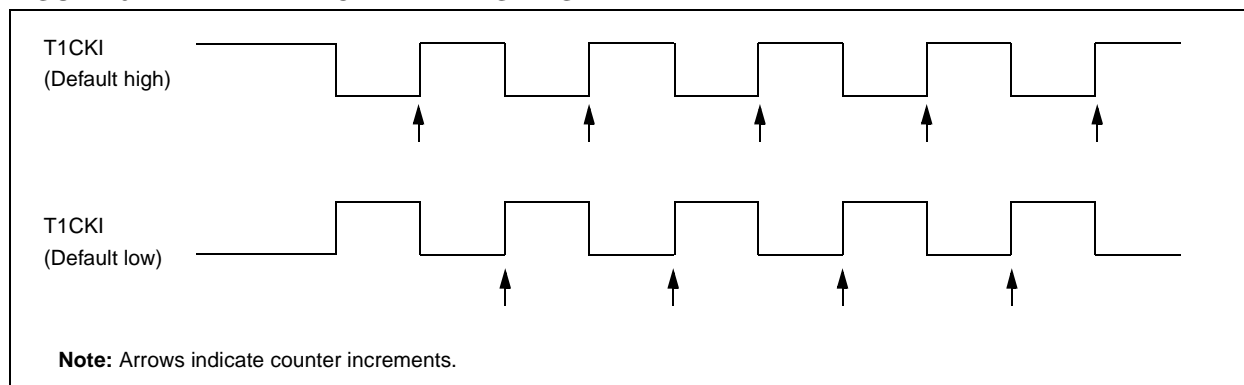 T1CKI
(Default high)
T1CKI
(Default low)
Note: Arrows indicate counter increments.